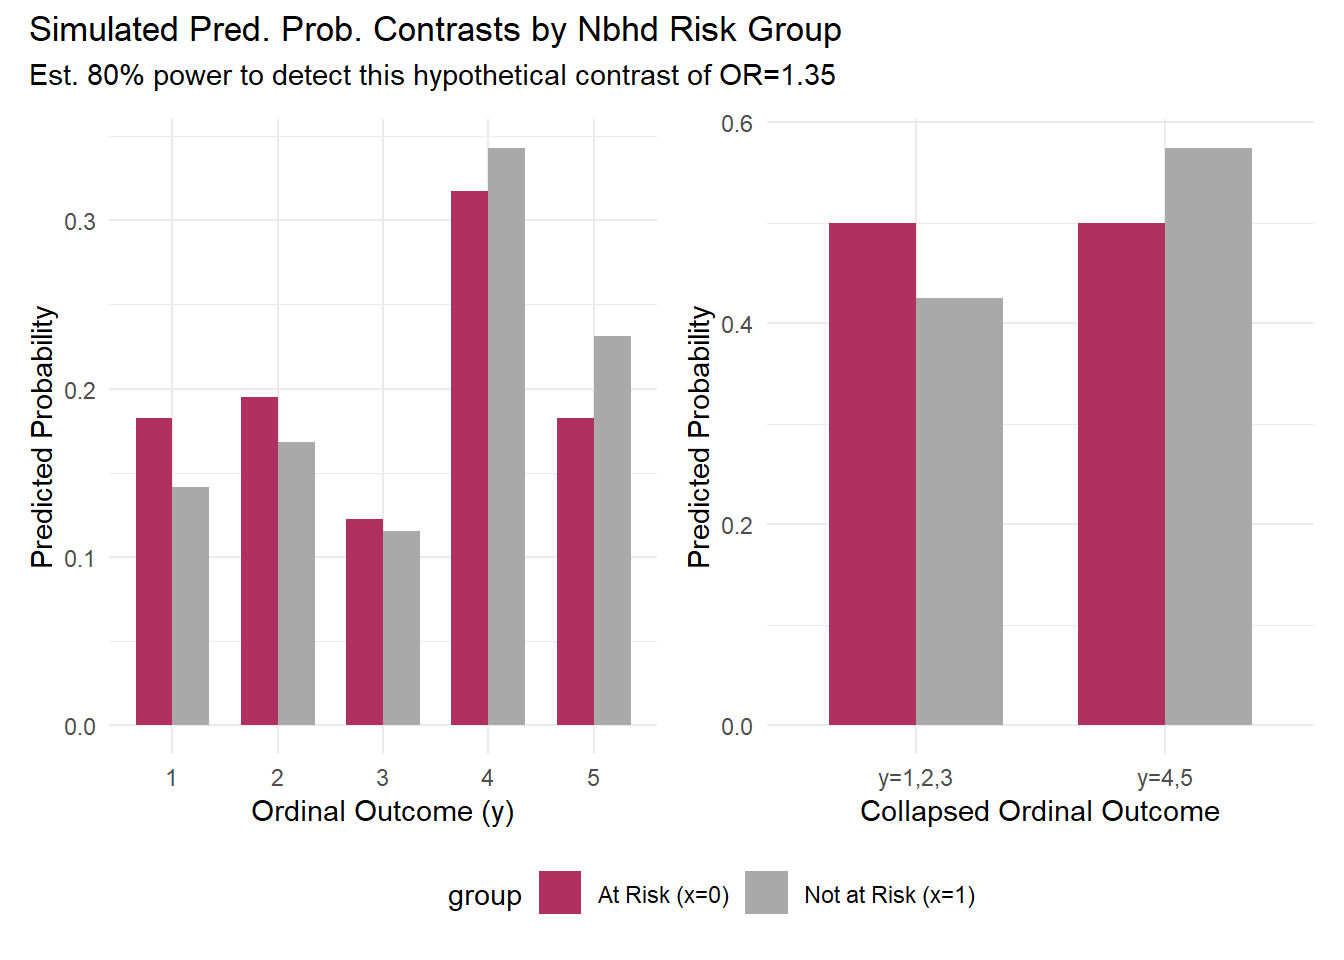 Simulated Pred. Prob. Contrasts by Nbhd Risk Group
Est. 80% power to detect this hypothetical contrast of OR=1.35
Predicted Probability
0.3
0.2
0.1
0.0
1 2 3 4 5
Ordinal Outcome (y)
Predicted Probability
0.6
0.4
0.2
0.0
y=1,2,3 y=4,5
Collapsed Ordinal Outcome
group At Risk (x=0) Not at Risk (x=1)